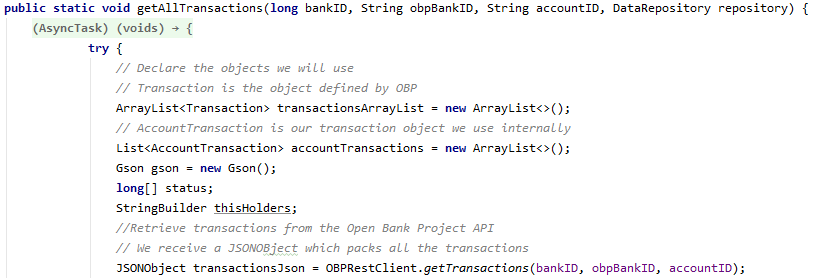 public static void getAllTransactions(long bankID, String obpBankID, String accountID, DataRepository repository) {
(AsyncTask) (voids) → {
try {
// Declare the objects we will use
// Transaction is the object defined by OBP
ArrayList<Transaction> transactionsArrayList = new ArrayList<>();
// AccountTransaction is our transaction object we use internally
List<AccountTransaction> accountTransactions = new ArrayList<>();
Gson gson = new Gson();
long[] status;
StringBuilder thisHolders;
//Retrieve transactions from the Open Bank Project API
// We receive a JSONOBject which packs all the transactions
JSONObject transactionsJson = OBPRestClient.getTransactions(bankID, obpBankID, accountID);